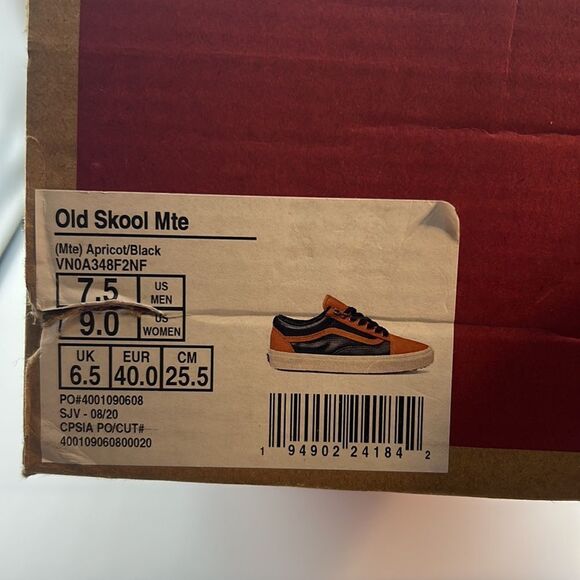 Old Skool Mte
(Mte) Apricot/Black
VN0A348F2NF
7.5 US MEN
9.0 US WOMEN
UK EUR CM
6.5 40.0 25.5
PO#4001090608
SJV - 08/20
CPSIA PO/CUT#
400109060800020
1 94902 24184 2